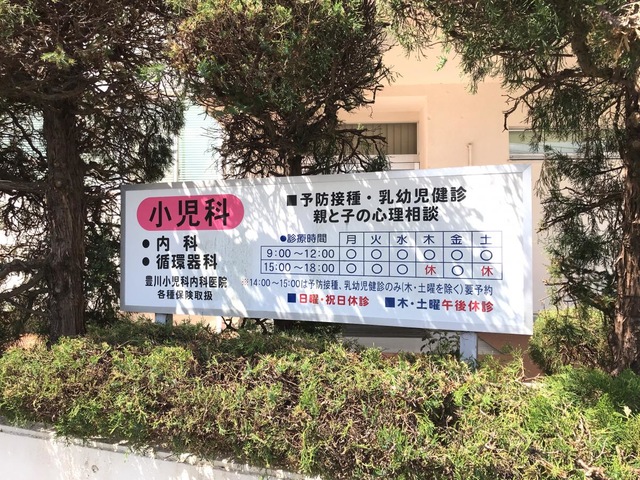 小児科
● 内科
● 循環器科
豊川小児科内科医院
各種保険取扱
■予防接種・乳幼児健診
親と子の心理相談
●診療時間 月 火 水 木 金 土
9:00〜12:00 ○ ○ ○ ○ ○ ○
15:00〜18:00 ○ ○ ○ 休 ○ 休
※14:00〜15:00は予防接種、乳幼児健診のみ(木・土曜を除く)要予約
■日曜・祝日休診 ■木・土曜午後休診